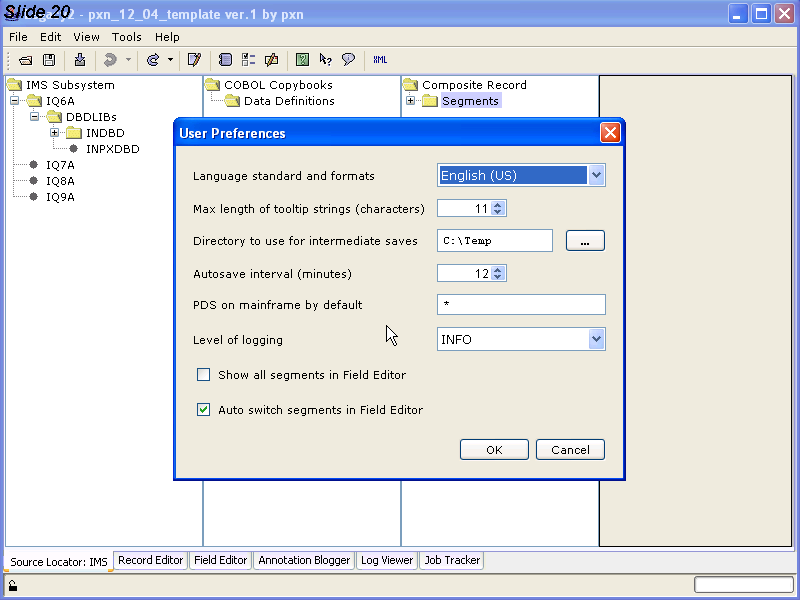 Slide 20
2 - pxn_12_04_template ver.1 by pxn
File Edit View Tools Help
XML
IMS Subsystem
IQ6A
DBDLIBs
INDBD
INPXDBD
IQ7A
IQ8A
IQ9A
COBOL Copybooks
Data Definitions
Composite Record
Segments
User Preferences
Language standard and formats English (US)
Max length of tooltip strings (characters) 11
Directory to use for intermediate saves C:\Temp ...
Autosave interval (minutes) 12
PDS on mainframe by default *
Level of logging INFO
Show all segments in Field Editor
Auto switch segments in Field Editor
OK Cancel
Source Locator: IMS Record Editor Field Editor Annotation Blogger Log Viewer Job Tracker